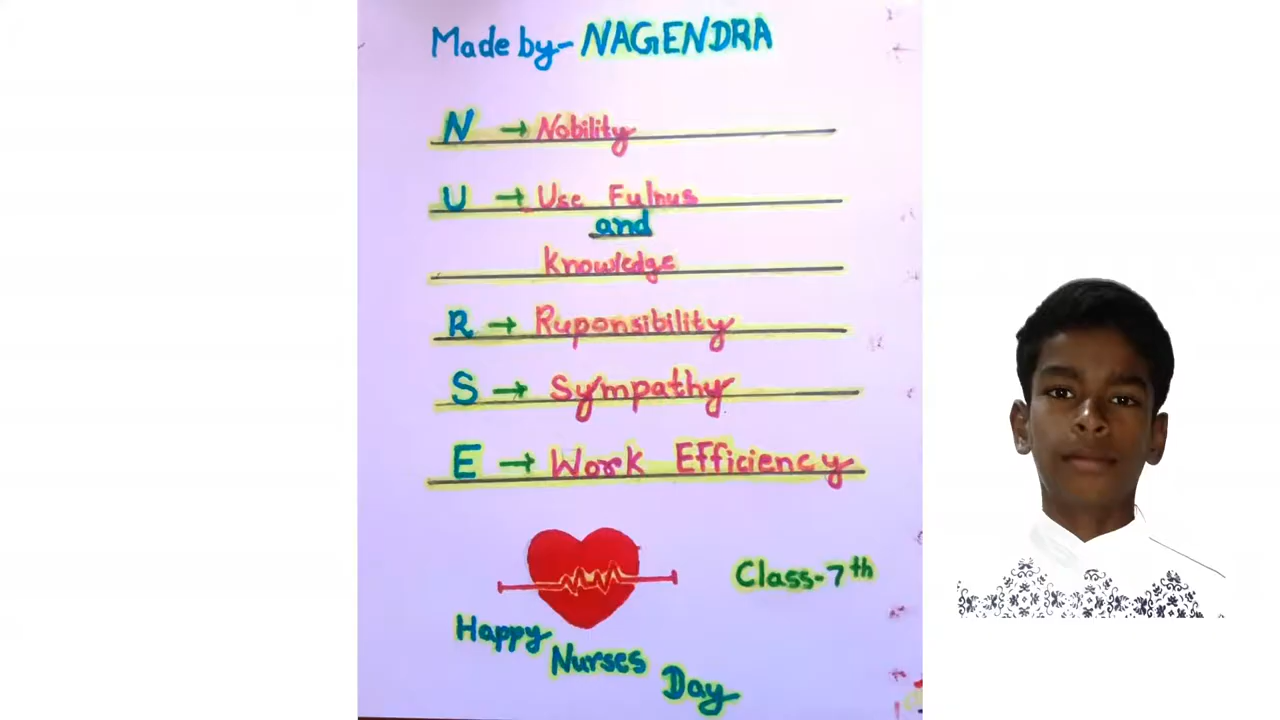 Made by- NAGENDRA
N → Nobility
U → Use Fulnus
and
Knowledge
R → Ruponsibility
S → Sympathy
E → Work Efficiency
Class-7th
Happy
Nurses
Day